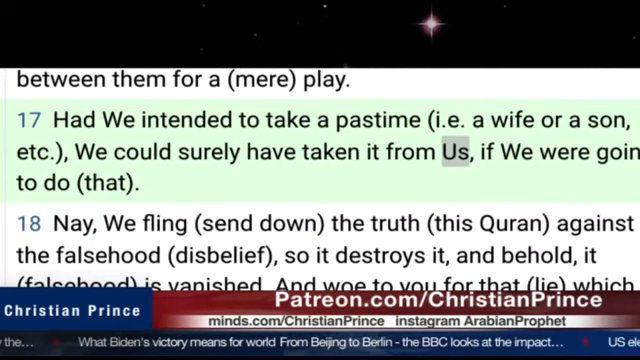 between them for a (mere) play.
17 Had We intended to take a pastime (i.e. a wife or a son,
etc.), We could surely have taken it from Us, if We were goin
to do (that).
18 Nay, We fling (send down) the truth (this Quran) against
the falsehood (disbelief), so it destroys it, and behold, it
(falsehood) is vanished. And woe to you for that (lie) which
Christian Prince
Patreon.com/ChristianPrince
minds.com/ChristianPrince instagram ArabianProphet
the... What Biden's victory means for world From Beijing to Berlin - the BBC looks at the impact... US ele